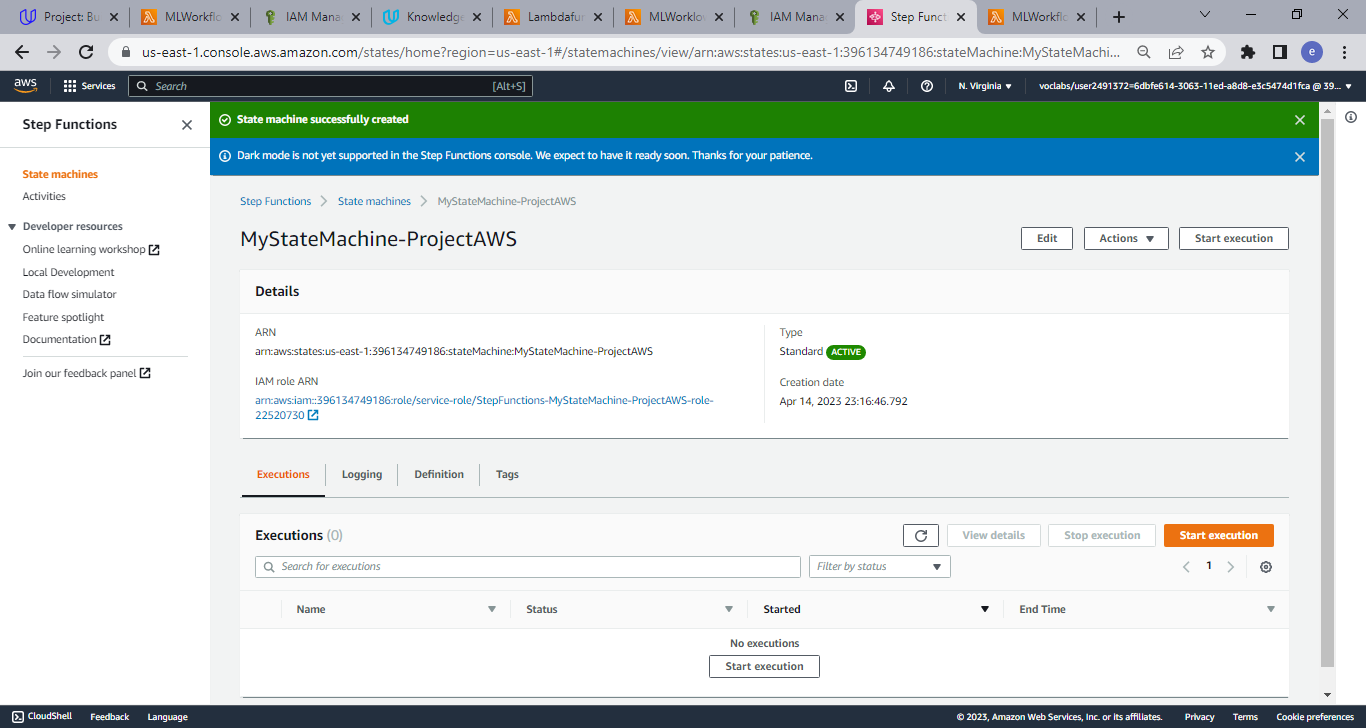 Project: Bu
MLWorkflo
IAM Mana
Knowledge
Lambdafun
MLWorklov
IAM Mana
Step Funct
MLWorkflo
us-east-1.console.aws.amazon.com/states/home?region=us-east-1#/statemachines/view/arn:aws:states:us-east-1:396134749186:stateMachine:MyStateMachi...
e
aws
Services
Search
[Alt+S]
N. Virginia
voclabs/user2491372=6dbfe614-3063-11ed-a8d8-e3c5474d1fca @ 39...
Step Functions
State machines
Activities
Developer resources
Online learning workshop
Local Development
Data flow simulator
Feature spotlight
Documentation
Join our feedback panel
State machine successfully created
Dark mode is not yet supported in the Step Functions console. We expect to have it ready soon. Thanks for your patience.
Step Functions
State machines
MyStateMachine-ProjectAWS
MyStateMachine-ProjectAWS
Edit
Actions
Start execution
Details
ARN
arn:aws:states:us-east-1:396134749186:stateMachine:MyStateMachine-ProjectAWS
IAM role ARN
arn:aws:iam::396134749186:role/service-role/StepFunctions-MyStateMachine-ProjectAWS-role-
22520730
Type
Standard ACTIVE
Creation date
Apr 14, 2023 23:16:46.792
Executions
Logging
Definition
Tags
Executions (0)
View details
Stop execution
Start execution
Search for executions
Filter by status
1
Name
Status
Started
End Time
No executions
Start execution
CloudShell
Feedback
Language
© 2023, Amazon Web Services, Inc. or its affiliates.
Privacy
Terms
Cookie preferences